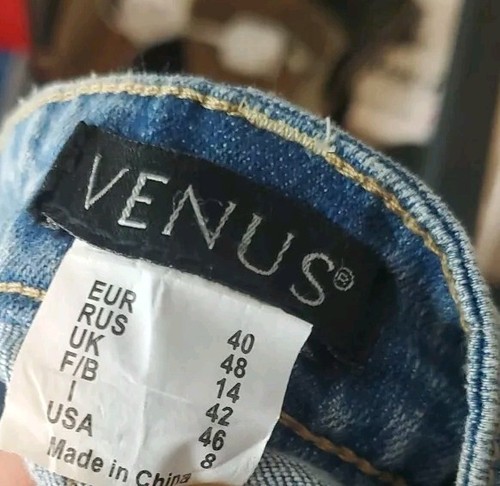 VENUS®
EUR 40
RUS 48
UK 14
F/B 42
I 46
USA 8
Made in China